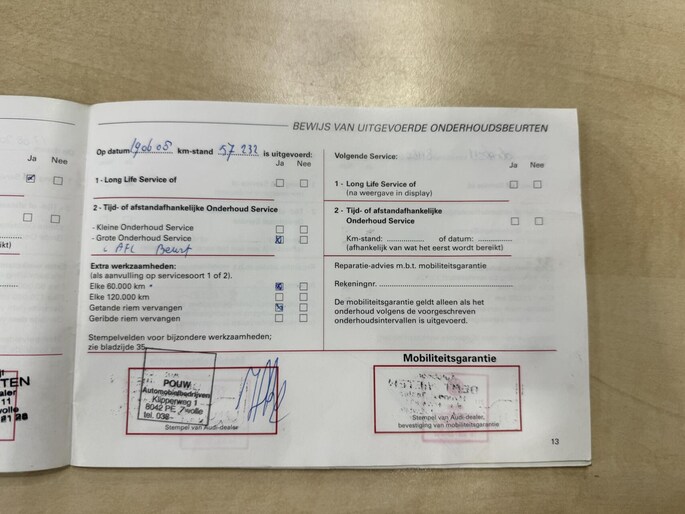 BEWIJS VAN UITGEVOERDE ONDERHOUDSBEURTEN
Ja Nee
Op datum 190605 km-stand 57 232 is uitgevoerd:
Ja Nee
1 - Long Life Service of
2 - Tijd- of afstandafhankelijke Onderhoud Service
- Kleine Onderhoud Service
- Grote Onderhoud Service
AFL Beurt
Extra werkzaamheden:
(als aanvulling op servicesoort 1 of 2).
Elke 60.000 km
Elke 120.000 km
Getande riem vervangen
Geribde riem vervangen
Stempelvelden voor bijzondere werkzaamheden;
zie bladzijde 35
POUW
Automobielbedrijven
Klipperweg 1
8042 PE Zwolle
tel. 038-
Stempel van Audi-dealer
Volgende Service:
Ja Nee
1 - Long Life Service of
(na weergave in display)
2 - Tijd- of afstandafhankelijke
Onderhoud Service
Km-stand: .................. of datum: ................
(afhankelijk van wat het eerst wordt bereikt)
Reparatie-advies m.b.t. mobiliteitsgarantie
Rekeningnr. ................................................
De mobiliteitsgarantie geldt alleen als het
onderhoud volgens de voorgeschreven
onderhoudsintervallen is uitgevoerd.
Mobiliteitsgarantie
Stempel van Audi-dealer,
bevestiging van mobiliteitsgarantie
13